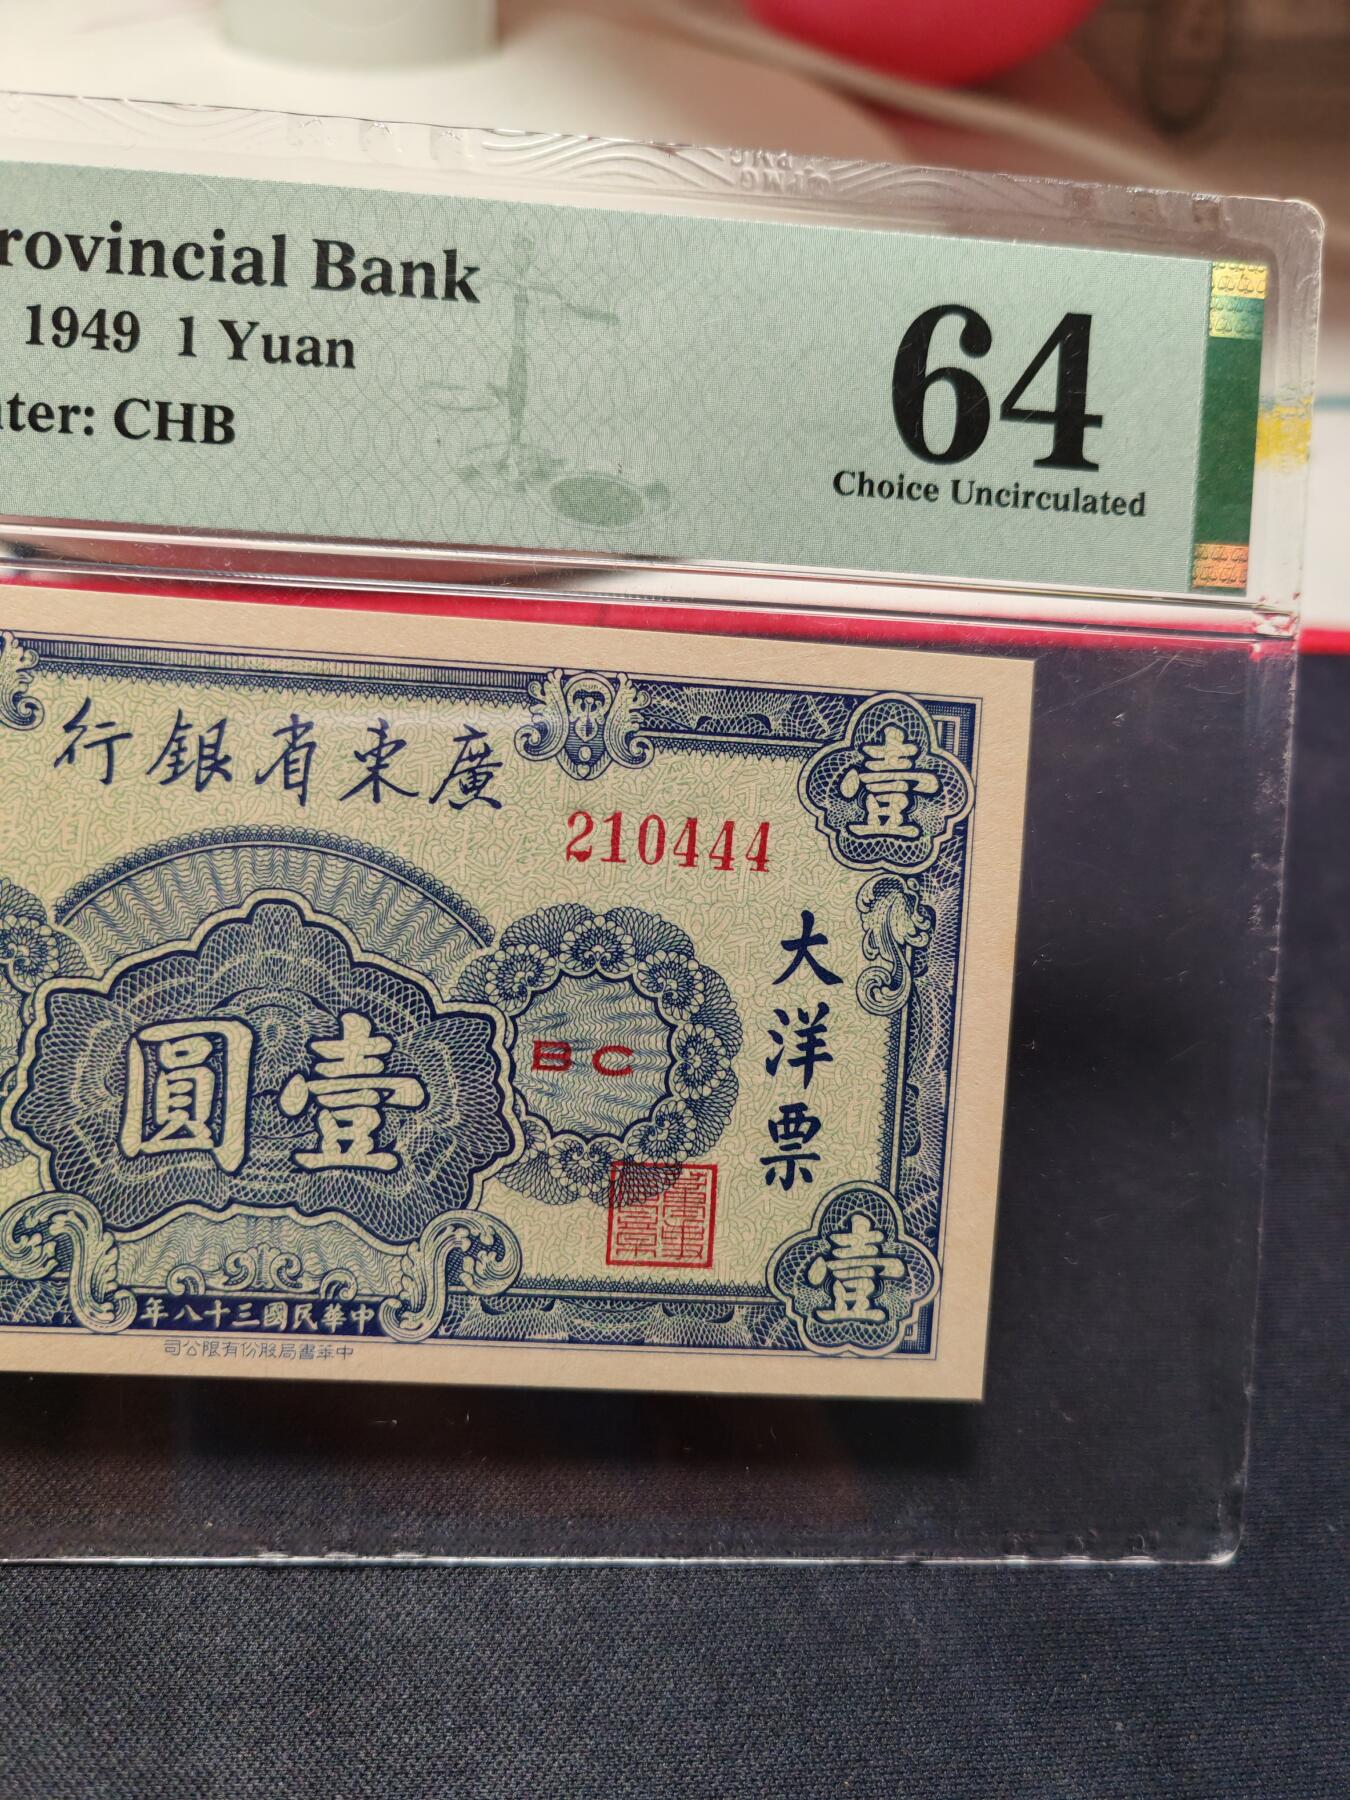 rovincial Bank
1949 1 Yuan
nter: CHB
64
Choice Uncirculated
PMG
行銀省東廣
210444
壹
大洋票
圓壹
BC
壹
年八十三國民華中
司公限有份股局書華中